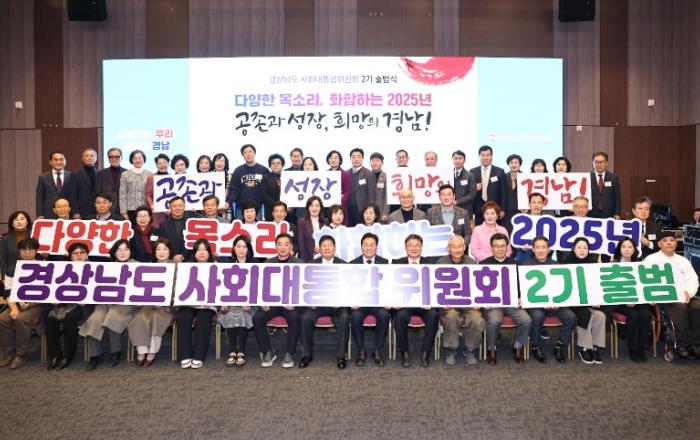 경상남도 사회대통합위원회 2기 출범식
다양한 목소리, 화합하는 2025년
공존과 성장, 희망의 경남!
우리
경남
공존과 성장, 희망의 경남!
다양한 목소리, 화합하는 2025년
경상남도 사회대통합 위원회 2기 출범